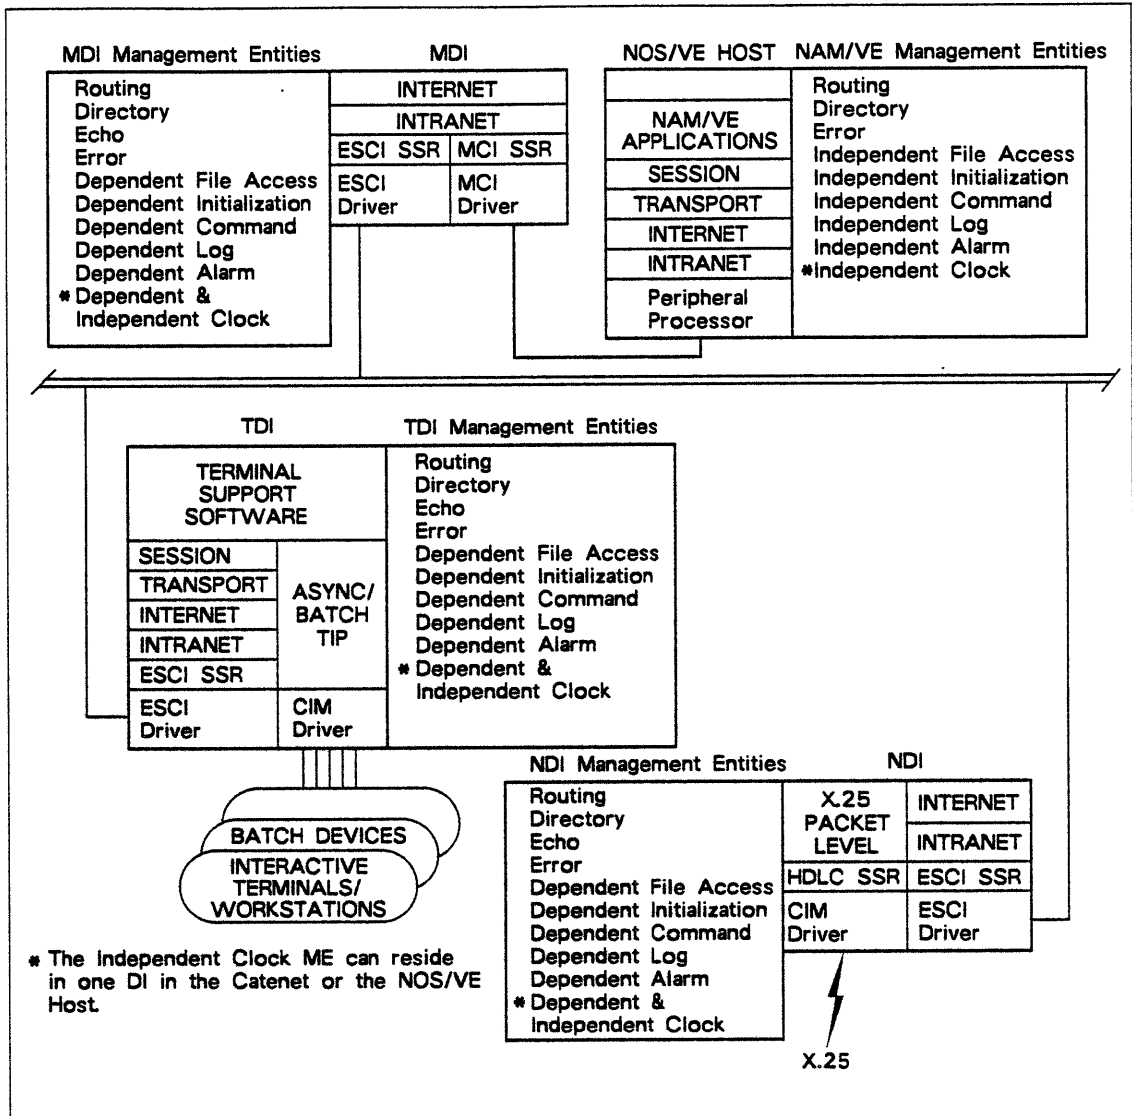 MDI Management Entities
Routing
Directory
Echo
Error
Dependent File Access
Dependent Initialization
Dependent Command
Dependent Log
Dependent Alarm
* Dependent &
Independent Clock
MDI
INTERNET
INTRANET
ESCI SSR
MCI SSR
ESCI
Driver
MCI
Driver
NOS/VE HOST
NAM/VE
APPLICATIONS
SESSION
TRANSPORT
INTERNET
INTRANET
Peripheral
Processor
NAM/VE Management Entities
Routing
Directory
Error
Independent File Access
Independent Initialization
Independent Command
Independent Log
Independent Alarm
*Independent Clock
TDI
TERMINAL
SUPPORT
SOFTWARE
SESSION
TRANSPORT
INTERNET
INTRANET
ESCI SSR
ESCI
Driver
ASYNC/
BATCH
TIP
CIM
Driver
TDI Management Entities
Routing
Directory
Echo
Error
Dependent File Access
Dependent Initialization
Dependent Command
Dependent Log
Dependent Alarm
* Dependent &
Independent Clock
BATCH DEVICES
INTERACTIVE
TERMINALS/
WORKSTATIONS
NDI Management Entities
Routing
Directory
Echo
Error
Dependent File Access
Dependent Initialization
Dependent Command
Dependent Log
Dependent Alarm
* Dependent &
Independent Clock
NDI
X.25
PACKET
LEVEL
HDLC SSR
CIM
Driver
INTERNET
INTRANET
ESCI SSR
ESCI
Driver
X.25
* The Independent Clock ME can reside
in one DI in the Catenet or the NOS/VE
Host.